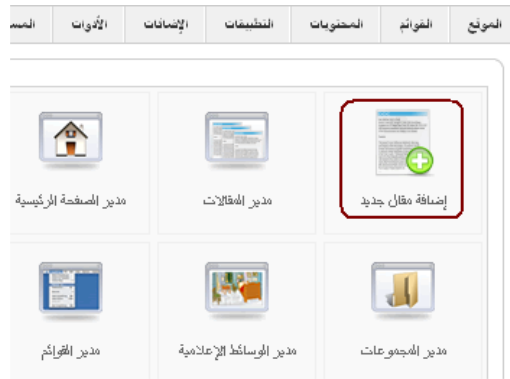 الموقع القوائم المحتويات التطبيقات الإضافات الأدوات المس
إضافة مقال جديد مدير المقالات مدير الصفحة الرئيسية
مدير المجموعات مدير الوسائط الإعلامية مدير القوائم